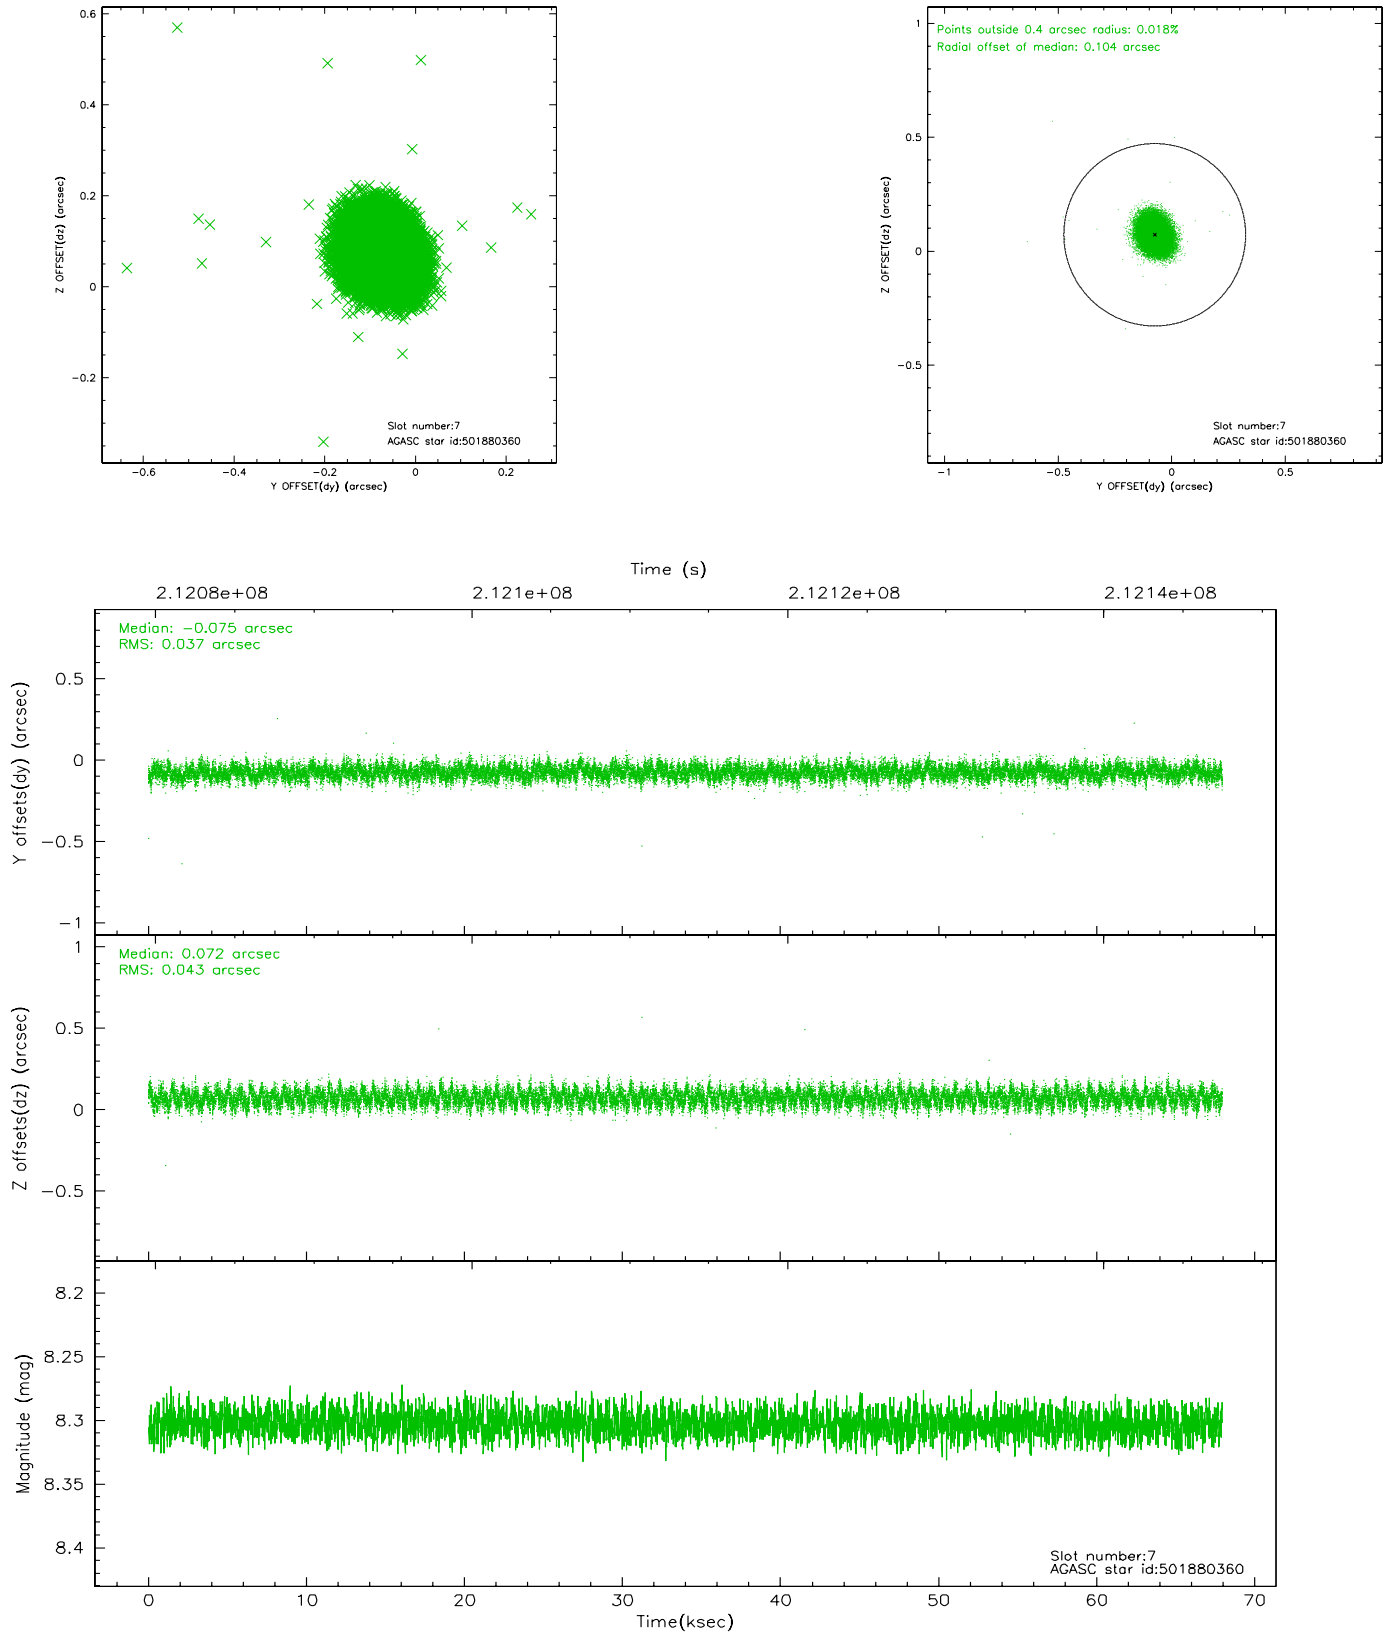 0.6
0.4
0.2
0
−0.2
Z OFFSET(dz) (arcsec)
Slot number:7
AGASC star id:501880360
−0.6 −0.4 −0.2 0 0.2
Y OFFSET(dy) (arcsec)
Points outside 0.4 arcsec radius: 0.018%
Radial offset of median: 0.104 arcsec
1
0.5
0
−0.5
Z OFFSET(dz) (arcsec)
Slot number:7
AGASC star id:501880360
−1 −0.5 0 0.5
Y OFFSET(dy) (arcsec)
Time (s)
2.1208e+08 2.121e+08 2.1212e+08 2.1214e+08
Median: −0.075 arcsec
RMS: 0.037 arcsec
0.5
0
−0.5
−1
Y offsets(dy) (arcsec)
Median: 0.072 arcsec
RMS: 0.043 arcsec
1
0.5
0
−0.5
Z offsets(dz) (arcsec)
8.2
8.25
8.3
8.35
8.4
Magnitude (mag)
Slot number:7
AGASC star id:501880360
0 10 20 30 40 50 60 70
Time(ksec)